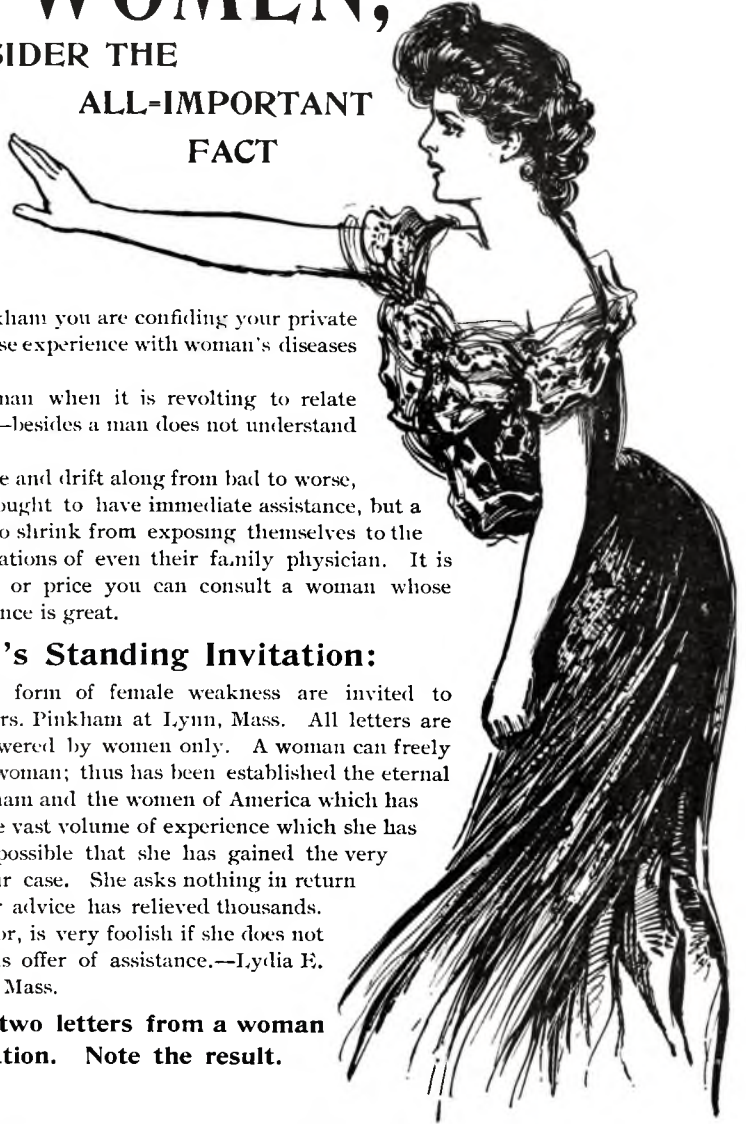 WOMEN,
SIDER THE
ALL=IMPORTANT
FACT
kham you are confiding your private
se experience with woman's diseases
man when it is revolting to relate
—besides a man does not understand
e and drift along from bad to worse,
ought to have immediate assistance, but a
o shrink from exposing themselves to the
ations of even their family physician. It is
or price you can consult a woman whose
nce is great.
's Standing Invitation:
form of female weakness are invited to
rs. Pinkham at Lynn, Mass. All letters are
wered by women only. A woman can freely
woman; thus has been established the eternal
ham and the women of America which has
e vast volume of experience which she has
possible that she has gained the very
r case. She asks nothing in return
r advice has relieved thousands.
or, is very foolish if she does not
is offer of assistance.—Lydia E.
Mass.
two letters from a woman
ation. Note the result.